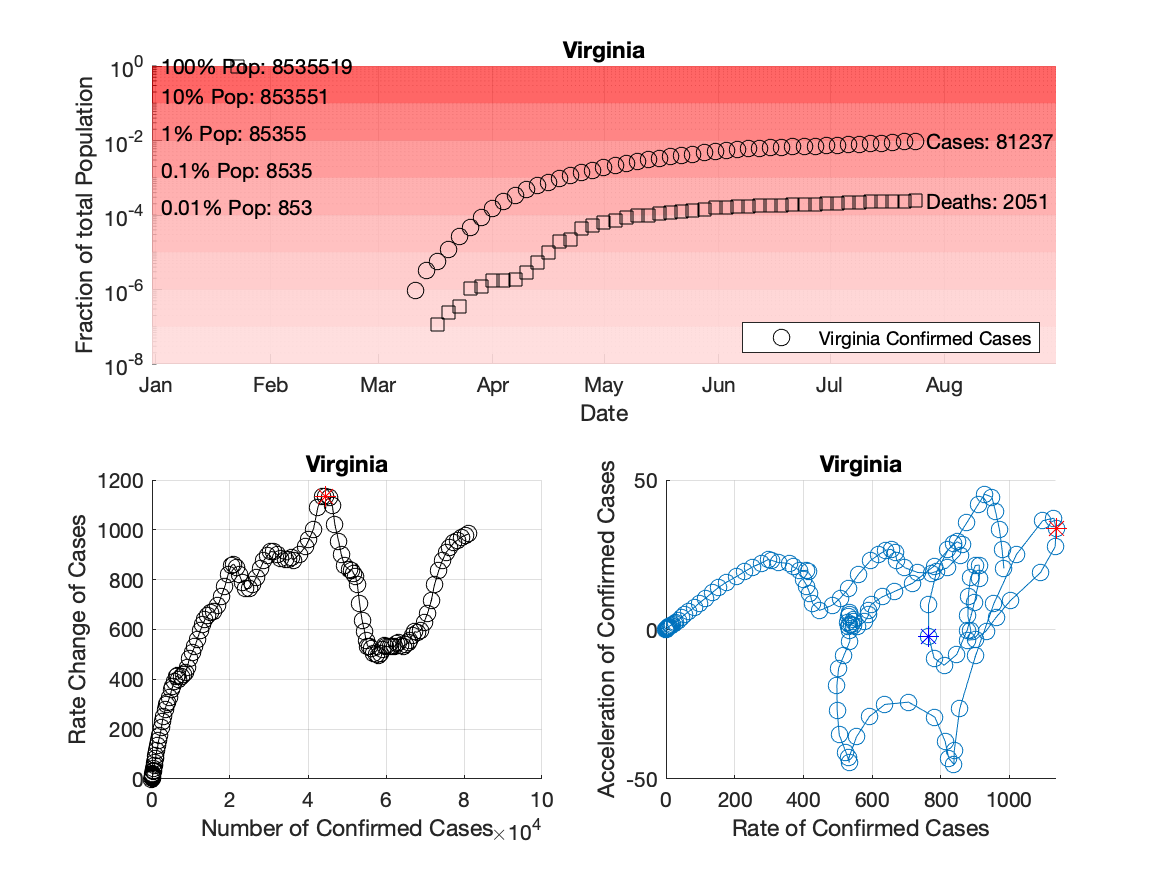 Virginia
10^0
10^-2
10^-4
10^-6
10^-8
Fraction of total Population
100% Pop: 8535519
10% Pop: 853551
1% Pop: 85355
0.1% Pop: 8535
0.01% Pop: 853
Cases: 81237
Deaths: 2051
Virginia Confirmed Cases
Jan Feb Mar Apr May Jun Jul Aug
Date
Virginia
1200
1000
800
600
400
200
0
Rate Change of Cases
0 2 4 6 8 10
Number of Confirmed Cases ×10^4
Virginia
50
0
-50
Acceleration of Confirmed Cases
0 200 400 600 800 1000
Rate of Confirmed Cases